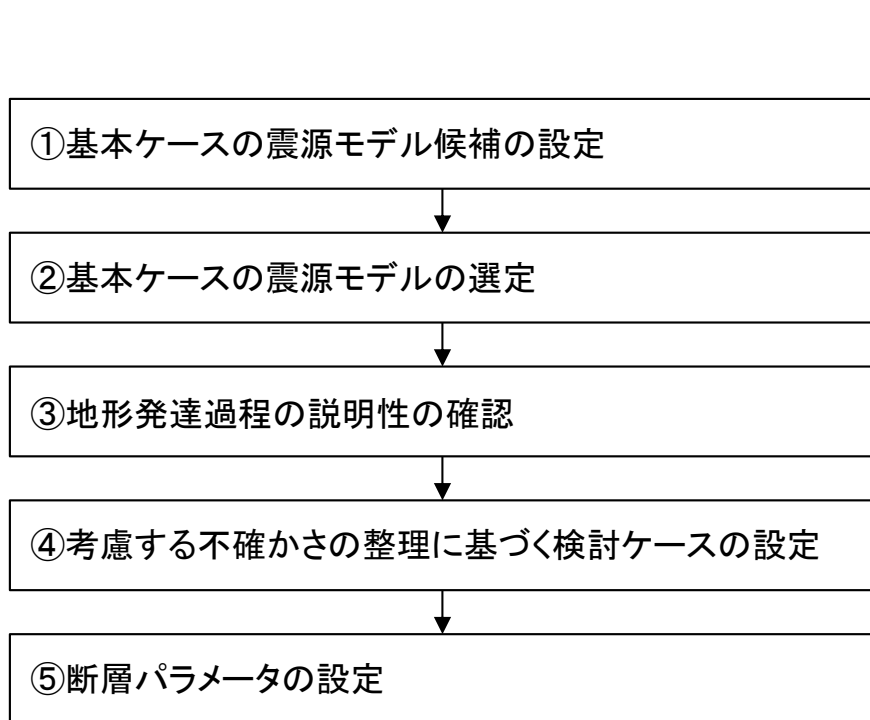 ①基本ケースの震源モデル候補の設定
②基本ケースの震源モデルの選定
③地形発達過程の説明性の確認
④考慮する不確かさの整理に基づく検討ケースの設定
⑤断層パラメータの設定